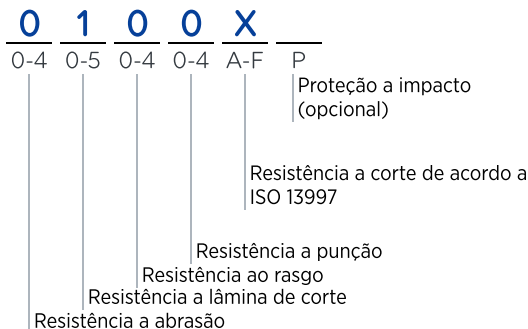 0 1 0 0 X
0-4 0-5 0-4 0-4 A-F P
Proteção a impacto
(opcional)
Resistência a corte de acordo a
ISO 13997
Resistência a punção
Resistência ao rasgo
Resistência a lâmina de corte
Resistência a abrasão